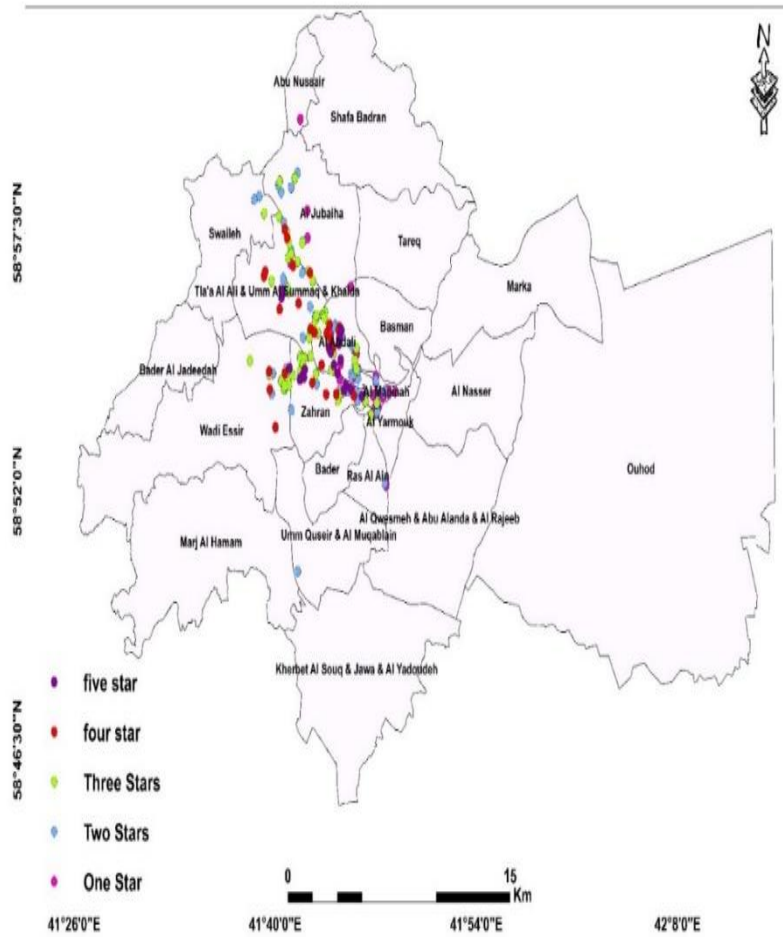 N
Abu Nussair
Shafa Badran
58°57'30"N
Al Jubaiha
Swaileh
Tareq
Tla'a Al Ali & Umm Al Summaq & Khalda
Marka
Basman
Al Abdali
Bader Al Jadeedah
Al Madinah
Al Nasser
Zahran
Al Yarmouk
Wadi Essir
Bader
Ras Al Ain
Ouhod
58°52'0"N
Al Qwesmeh & Abu Alanda & Al Rajeeb
Umm Quseir & Al Muqablain
Marj Al Hamam
Kherbet Al Souq & Jawa & Al Yadoudeh
five star
four star
58°46'30"N
Three Stars
Two Stars
One Star
0 15
Km
41°26'0"E 41°40'0"E 41°54'0"E 42°8'0"E